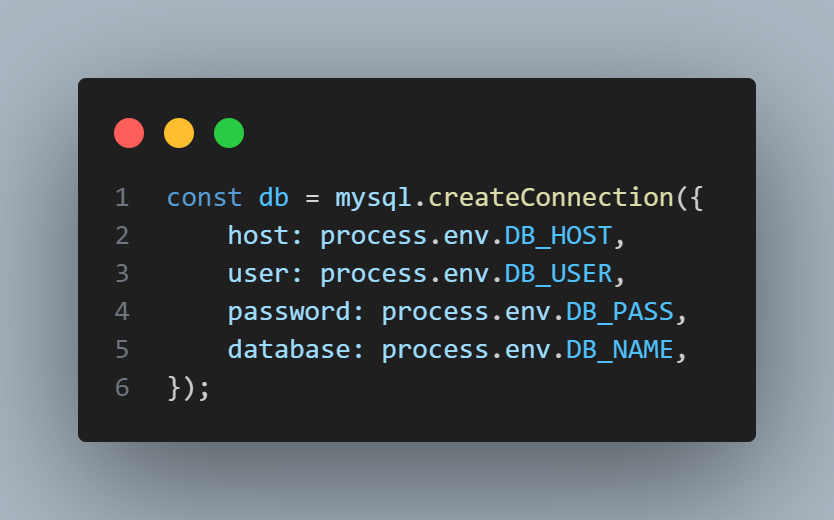 1 const db = mysql.createConnection({
2     host: process.env.DB_HOST,
3     user: process.env.DB_USER,
4     password: process.env.DB_PASS,
5     database: process.env.DB_NAME,
6 });